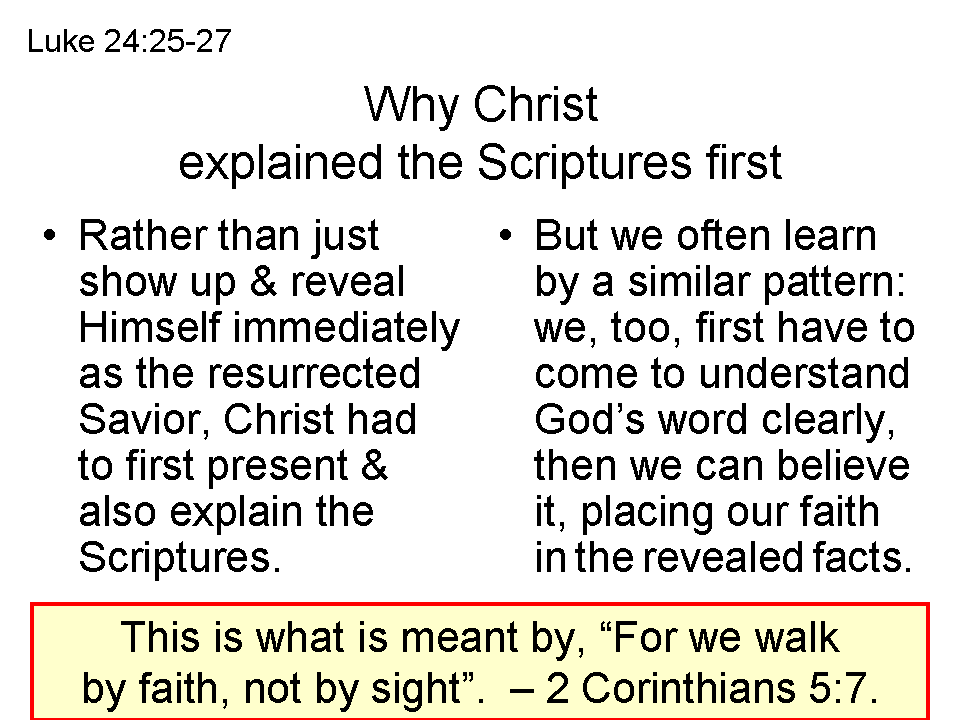 Luke 24:25-27
Why Christ
explained the Scriptures first
• Rather than just
show up & reveal
Himself immediately
as the resurrected
Savior, Christ had
to first present &
also explain the
Scriptures.
• But we often learn
by a similar pattern:
we, too, first have to
come to understand
God’s word clearly,
then we can believe
it, placing our faith
in the revealed facts.
This is what is meant by, “For we walk
by faith, not by sight”.  – 2 Corinthians 5:7.